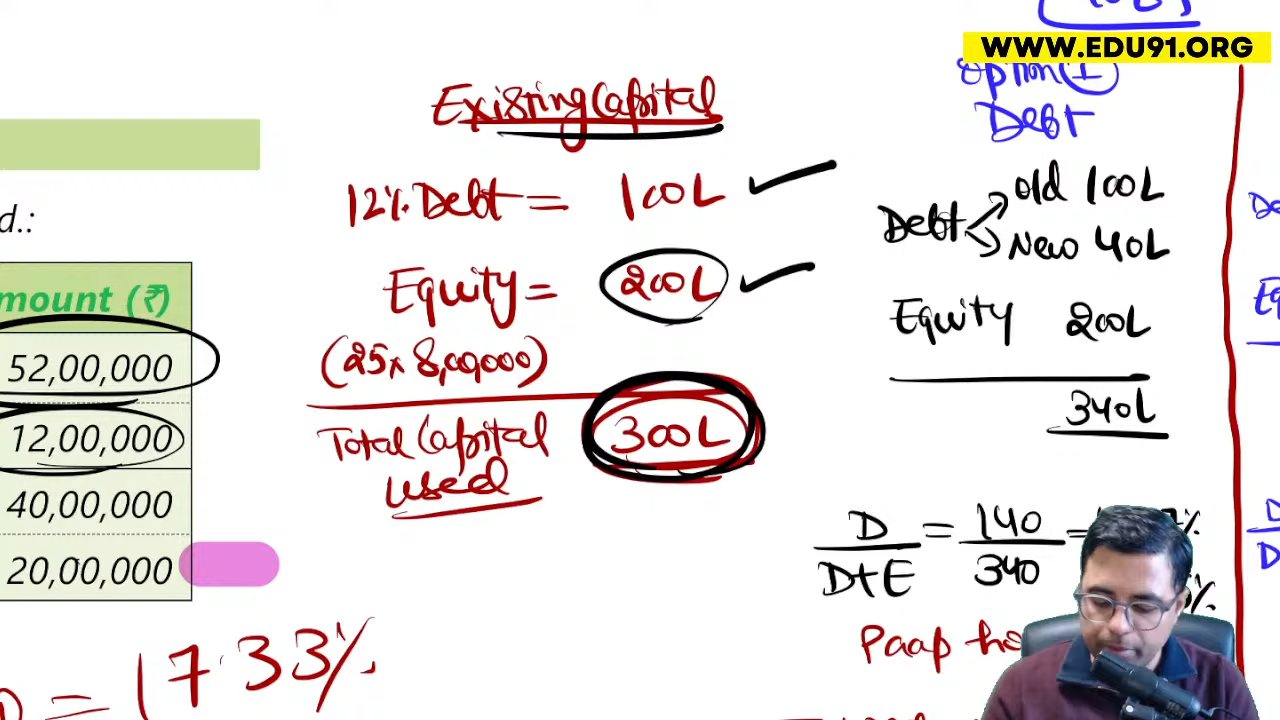 WWW.EDU91.ORG
d.:
mount (₹)
52,00,000
12,00,000
40,00,000
20,00,000
= 17.33%
Existing Capital
12% Debt = 100L
Equity = 200L
(25 x 8,00,000)
Total Capital used 300L
Option (I)
Debt
Debt old 100L
New 40L
Equity 200L
340L
D/D+E = 140/340 =
Paap ho